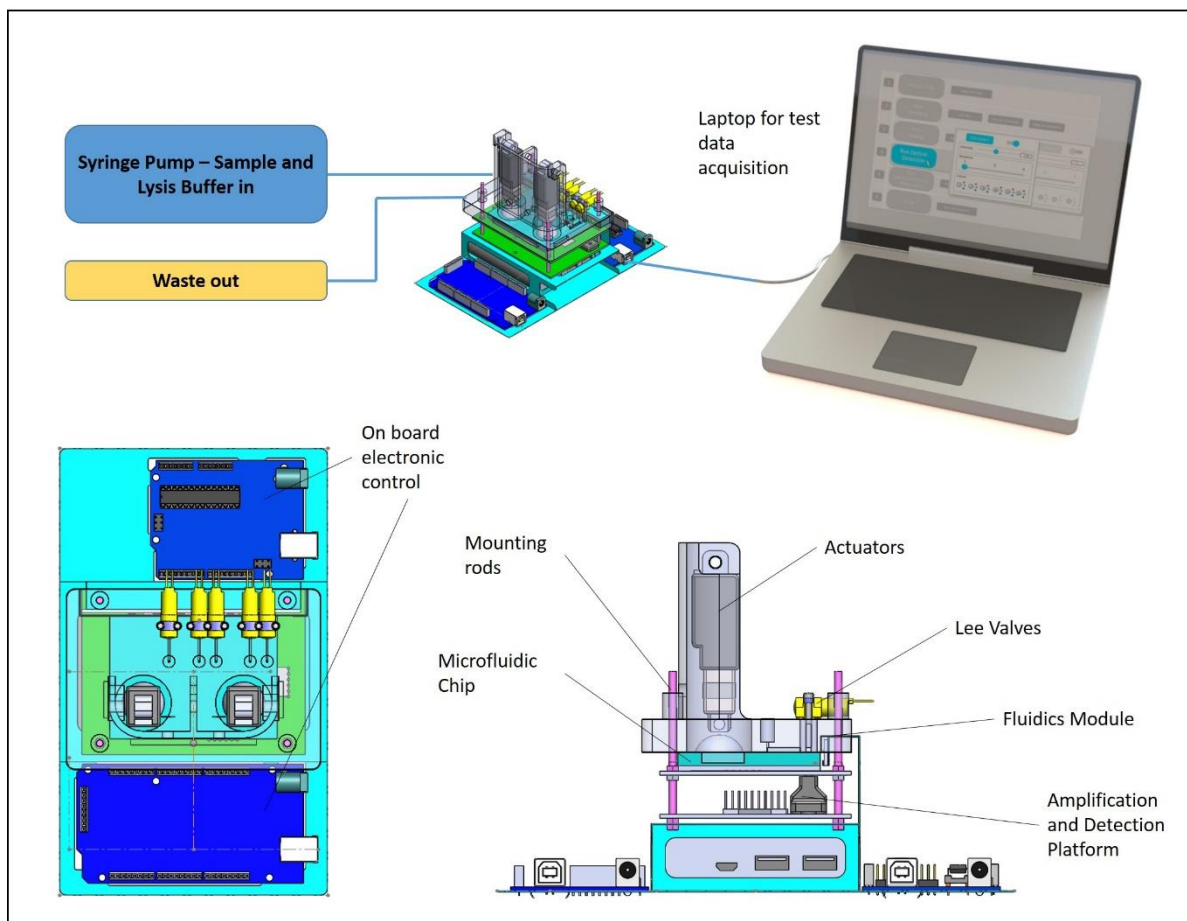 Syringe Pump – Sample and
Lysis Buffer in
Waste out
Laptop for test
data
acquisition
On board
electronic
control
Mounting
rods
Microfluidic
Chip
Actuators
Lee Valves
Fluidics Module
Amplification
and Detection
Platform